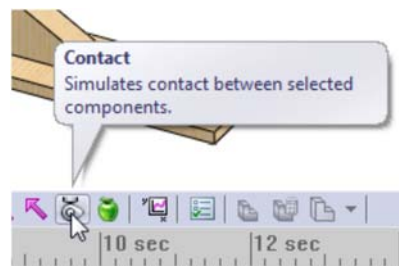 Contact
Simulates contact between selected
components.
10 sec
12 sec